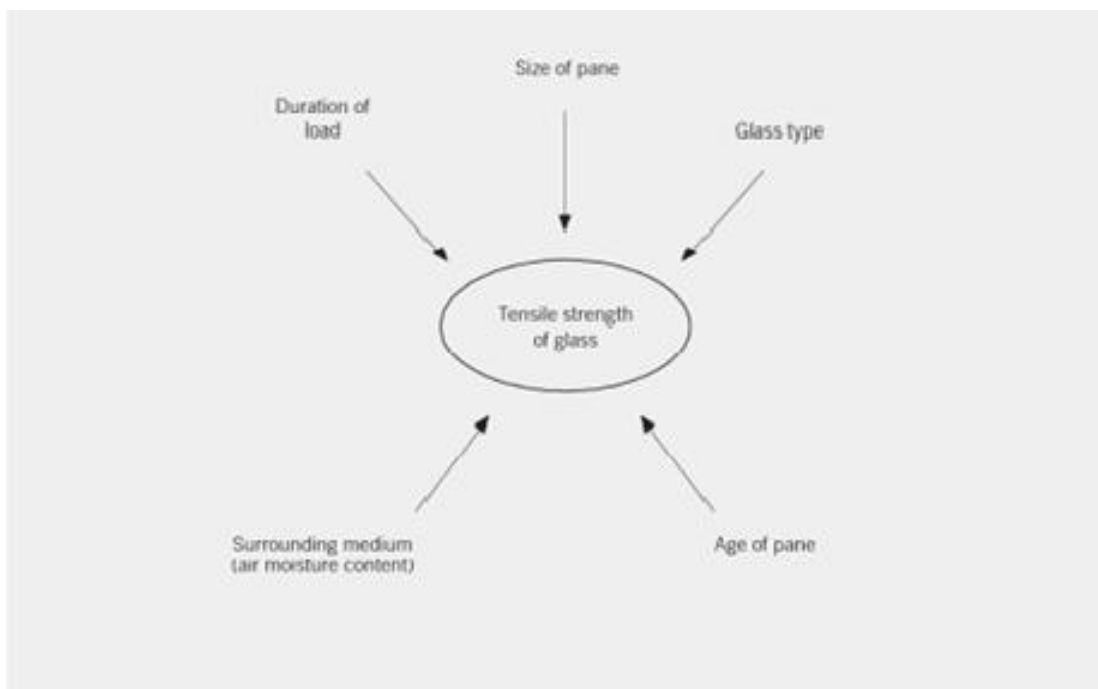 Size of pane
Duration of
load
Glass type
Tensile strength
of glass
Surrounding medium
(air moisture content)
Age of pane